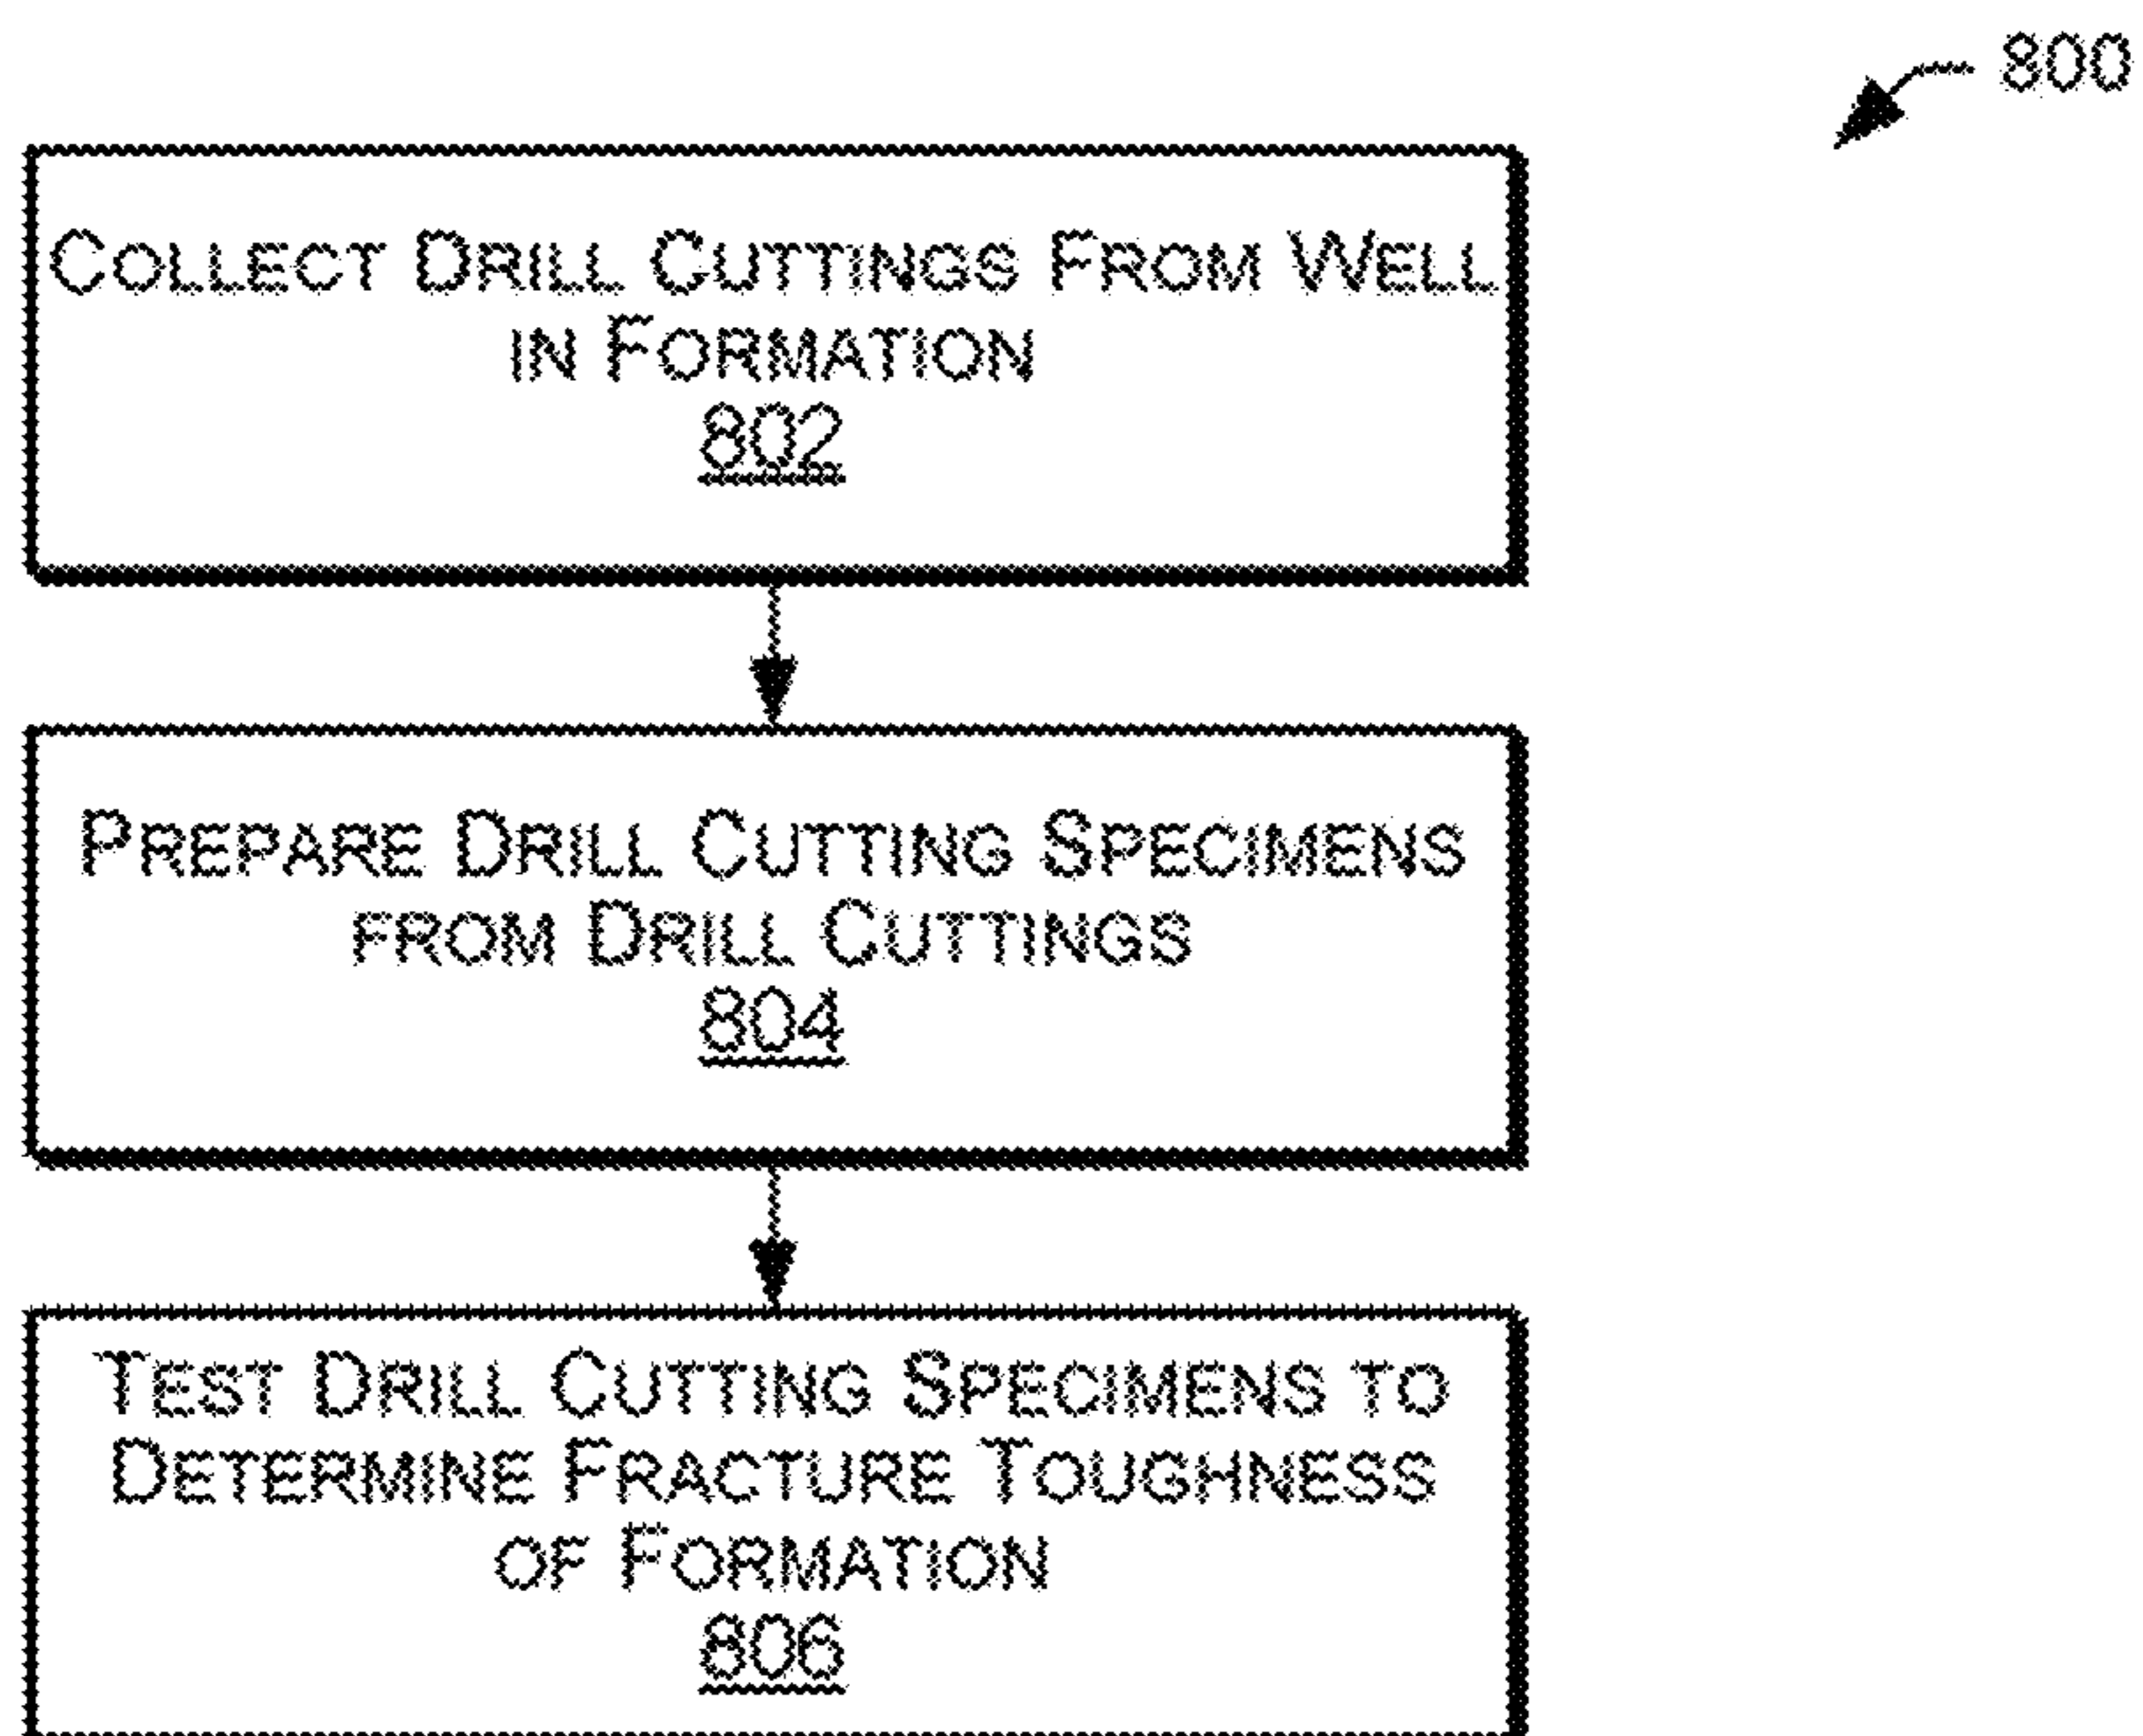 800
COLLECT DRILL CUTTINGS FROM WELL
IN FORMATION
802
PREPARE DRILL CUTTING SPECIMENS
FROM DRILL CUTTINGS
804
TEST DRILL CUTTING SPECIMENS TO
DETERMINE FRACTURE TOUGHNESS
OF FORMATION
806